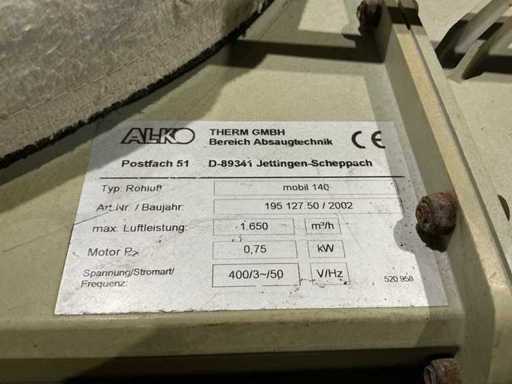 AL-KO THERM GMBH
Bereich Absaugtechnik
CE
Postfach 51 D-89341 Jettingen-Scheppach
Typ: Rohluft mobil 140
Art.Nr. / Baujahr: 195 127.50 / 2002
max. Luftleistung: 1.650 m³/h
Motor P2 0,75 kW
Spannung/Stromart/
Frequenz: 400/3~/50 V/Hz
520 958